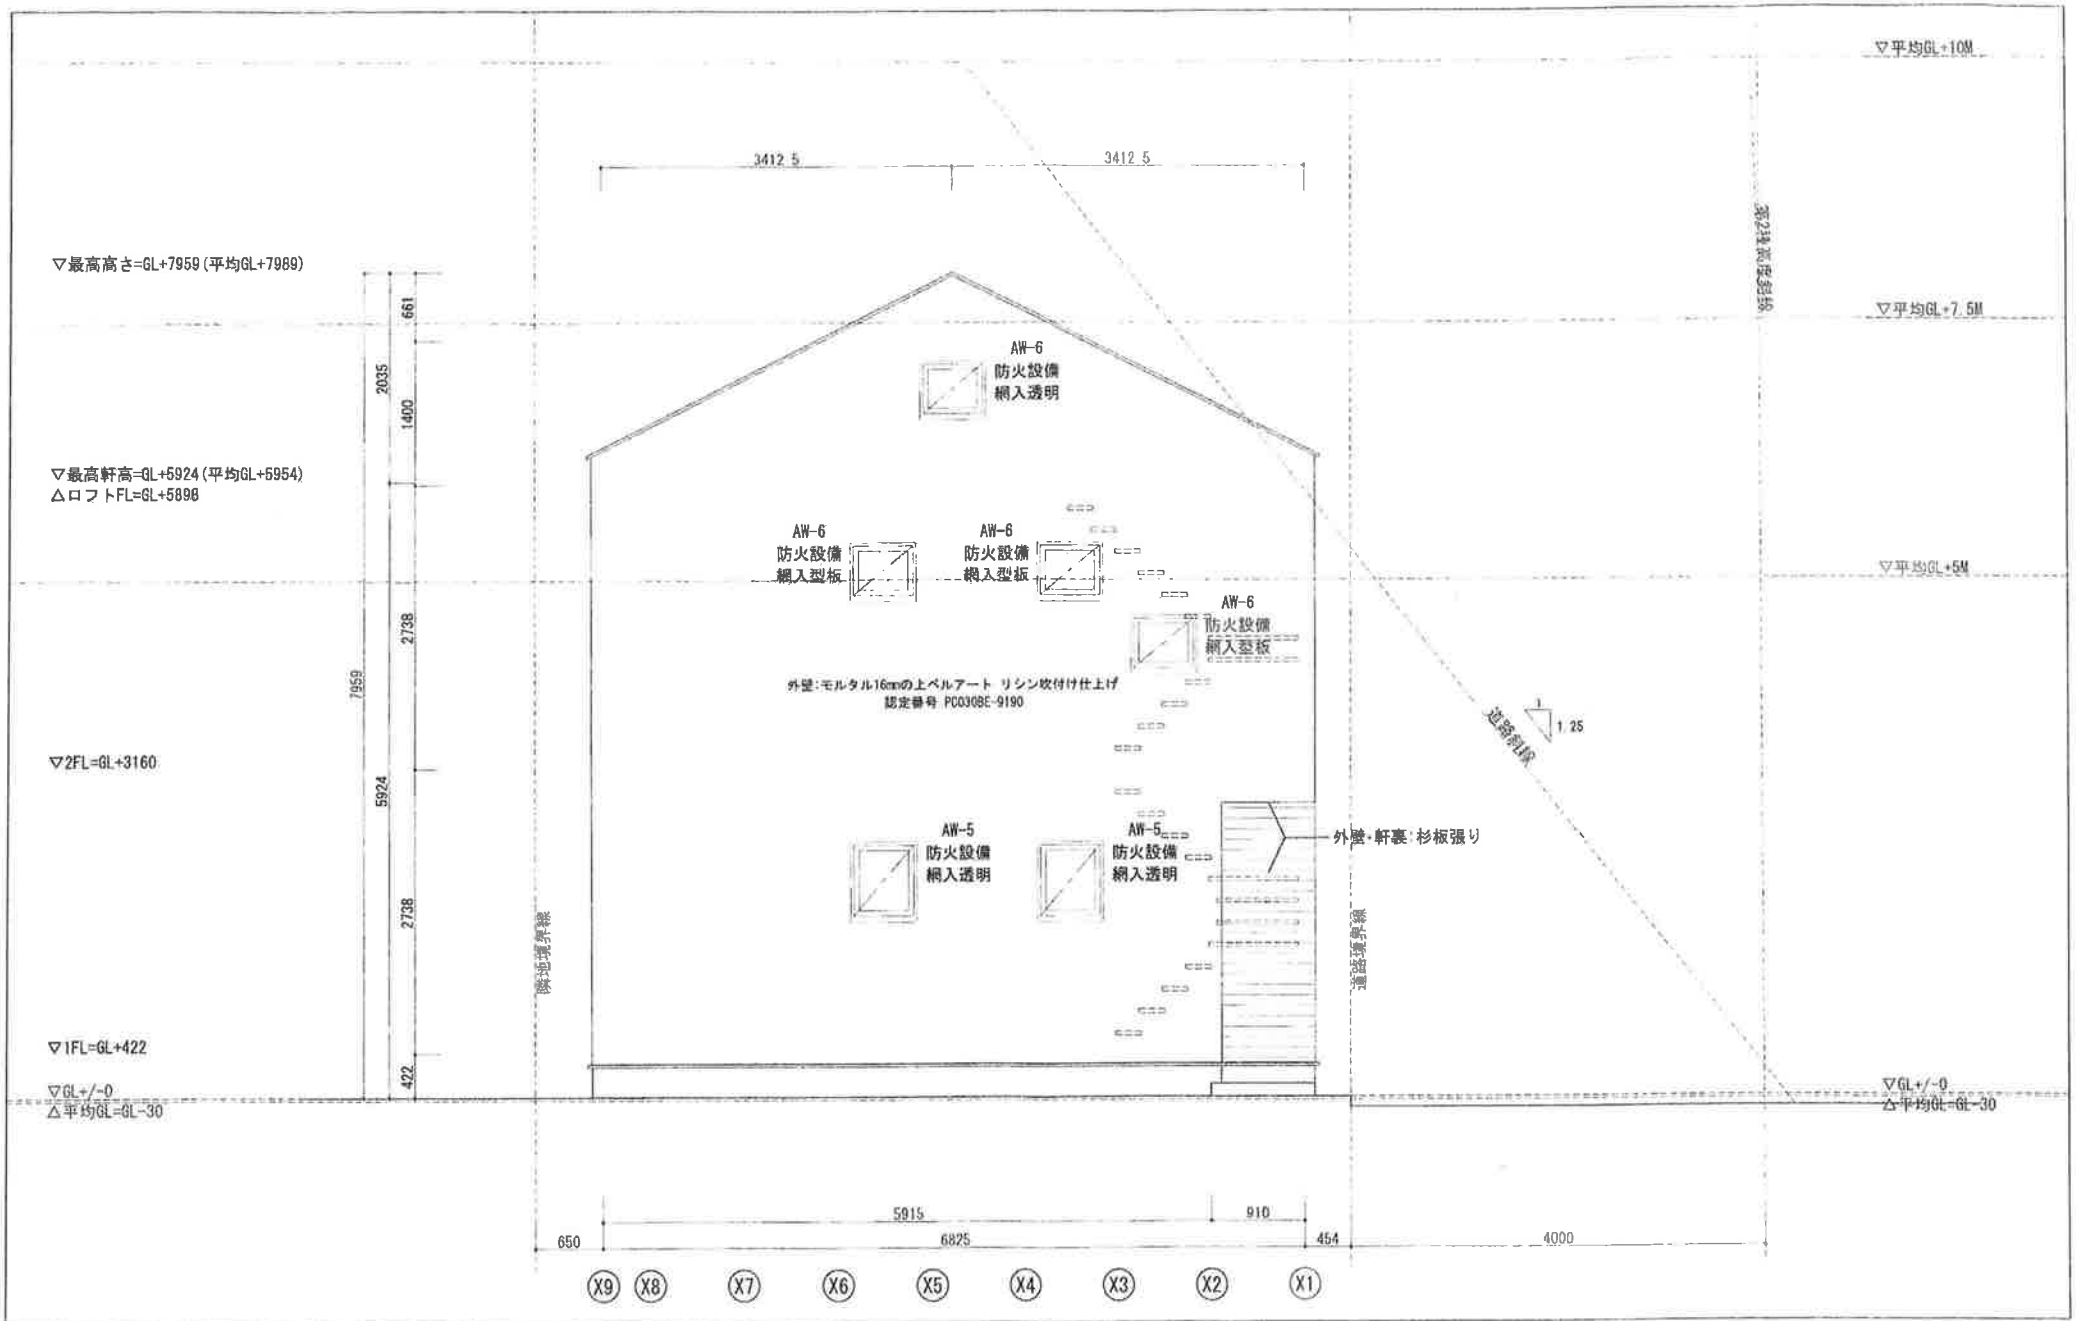 ▽平均GL+10M
3412.5
3412.5
第2種高度斜線
▽最高高さ=GL+7959(平均GL+7989)
▽平均GL+7.5M
661
2035
1400
AW-6
防火設備
網入透明
▽最高軒高=GL+5924(平均GL+5954)
△ロフトFL=GL+5898
AW-6
防火設備
網入型板
AW-6
防火設備
網入型板
▽平均GL+5M
AW-6
防火設備
網入型板
2738
7959
外壁:モルタル16mmの上ベルアート リシン吹付け仕上げ
認定番号 PC030BE-9190
道路斜線
1
1.25
▽2FL=GL+3160
5924
AW-5
防火設備
網入透明
AW-5
防火設備
網入透明
外壁・軒裏:杉板張り
2738
隣地境界線
道路境界線
▽1FL=GL+422
422
▽GL+/-0
△平均GL=GL-30
▽GL+/-0
△平均GL=GL-30
5915
910
650
6825
454
4000
X9 X8 X7 X6 X5 X4 X3 X2 X1